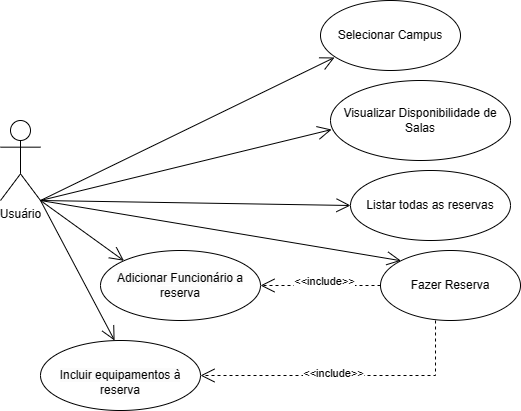 Selecionar Campus
Visualizar Disponibilidade de
Salas
Usuário
Listar todas as reservas
Adicionar Funcionário a
reserva
<<include>>
Fazer Reserva
Incluir equipamentos à
reserva
<<include>>